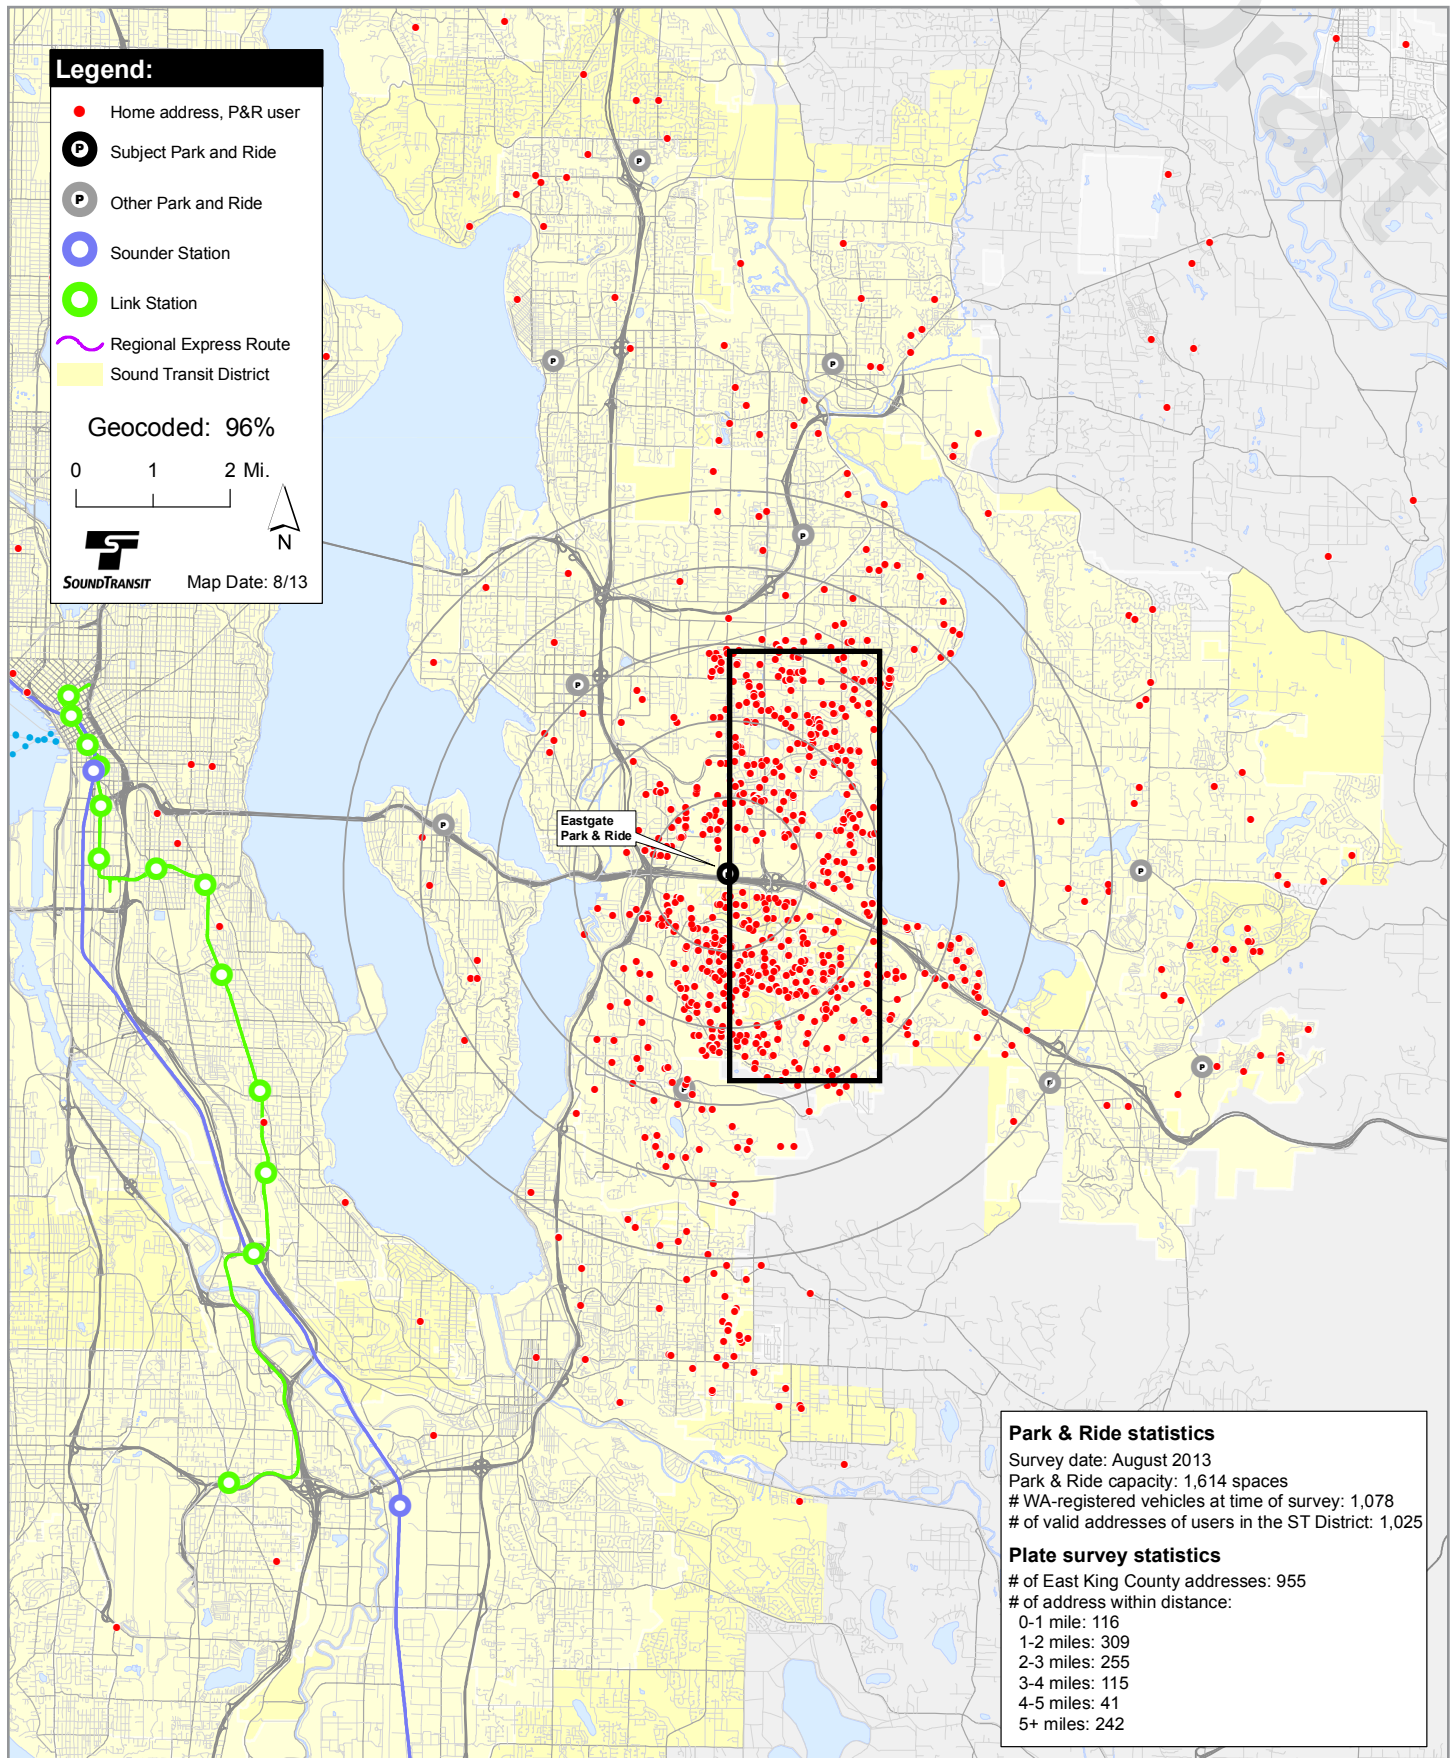 Draft
Legend:
Home address, P&R user
P Subject Park and Ride
P Other Park and Ride
Sounder Station
Link Station
Regional Express Route
Sound Transit District
Geocoded: 96%
0 1 2 Mi.
N
SOUNDTRANSIT
Map Date: 8/13
P
P
P
P
P
P
Eastgate
Park & Ride
P
P
P
Park & Ride statistics
Survey date: August 2013
Park & Ride capacity: 1,614 spaces
# WA-registered vehicles at time of survey: 1,078
# of valid addresses of users in the ST District: 1,025
Plate survey statistics
# of East King County addresses: 955
# of address within distance:
0-1 mile: 116
1-2 miles: 309
2-3 miles: 255
3-4 miles: 115
4-5 miles: 41
5+ miles: 242